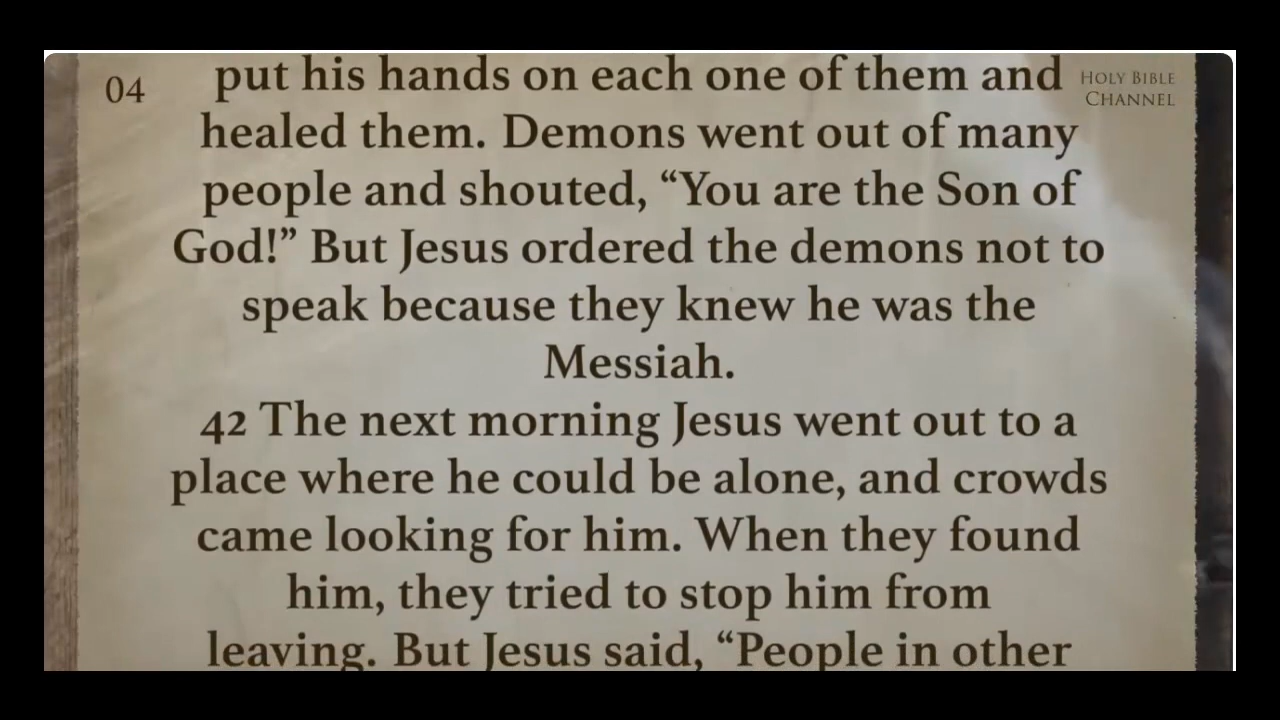 04
HOLY BIBLE
CHANNEL
put his hands on each one of them and
healed them. Demons went out of many
people and shouted, “You are the Son of
God!” But Jesus ordered the demons not to
speak because they knew he was the
Messiah.
42 The next morning Jesus went out to a
place where he could be alone, and crowds
came looking for him. When they found
him, they tried to stop him from
leaving. But Jesus said, “People in other